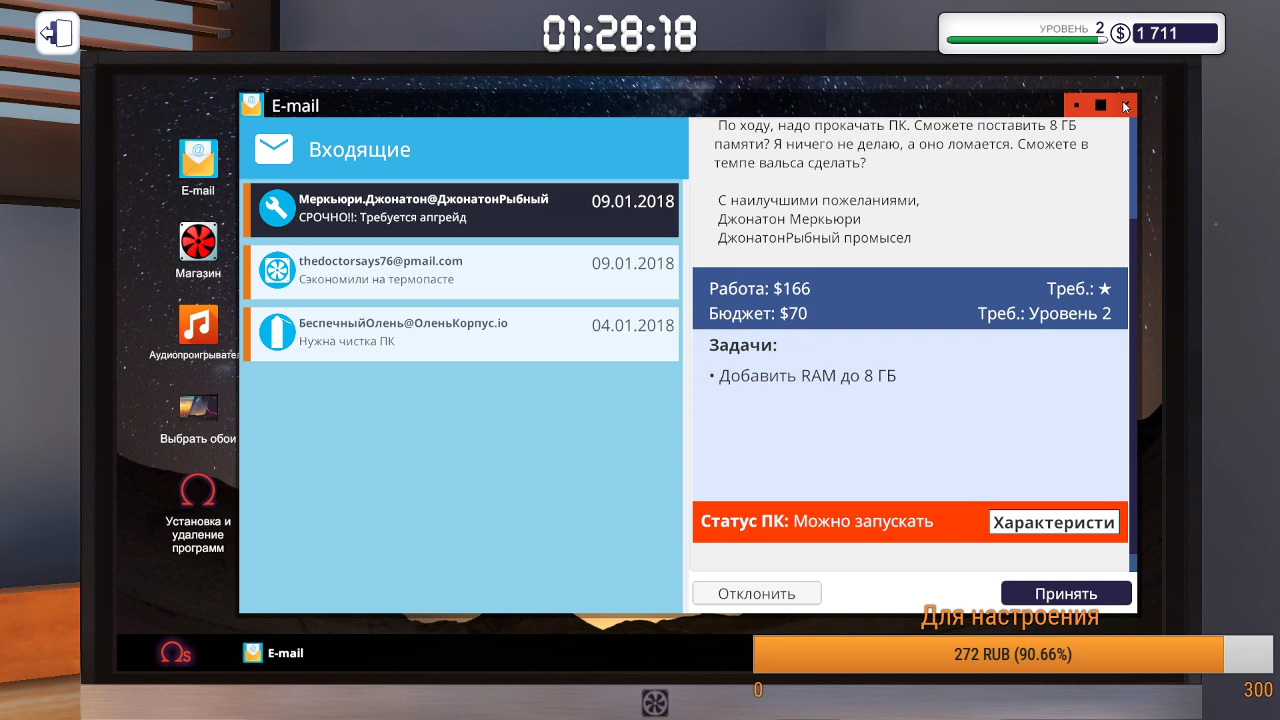 01:28:18
УРОВЕНЬ 2
$ 1 711
E-mail
E-mail
Магазин
Аудиопроигрывате
Выбрать обои
Установка и
удаление
программ
Входящие
Меркьюри.Джонатон@ДжонатонРыбный
09.01.2018
СРОЧНО!!: Требуется апгрейд
thedoctorsays76@pmail.com
09.01.2018
Сэкономили на термопасте
БеспечныйОлень@ОленьКорпус.io
04.01.2018
Нужна чистка ПК
По ходу, надо прокачать ПК. Сможете поставить 8 ГБ
памяти? Я ничего не делаю, а оно ломается. Сможете в
темпе вальса сделать?
С наилучшими пожеланиями,
Джонатон Меркьюри
ДжонатонРыбный промысел
Работа: $166
Треб.: ★
Бюджет: $70
Треб.: Уровень 2
Задачи:
• Добавить RAM до 8 ГБ
Статус ПК: Можно запускать
Характеристи
Отклонить
Принять
Для настроения
272 RUB (90.66%)
0
300
Ωs
E-mail